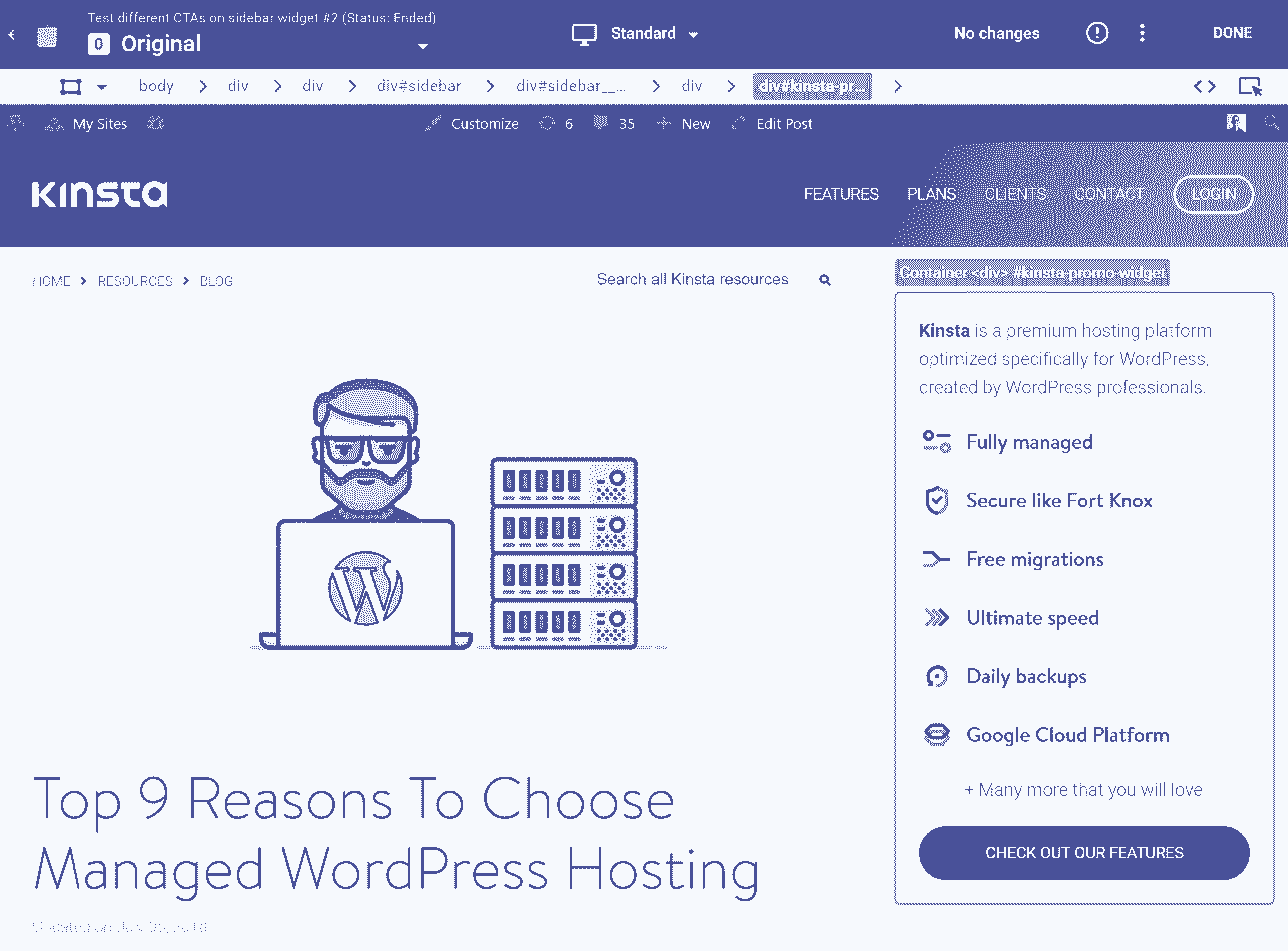 Test different CTAs on sidebar widget #2 (Status: Ended)
0 Original
Standard
No changes
DONE
body > div > div > div#sidebar > div#sidebar__... > div > div#kinsta-pr... >
My Sites
Customize 6 35 New Edit Post
Kinsta
FEATURES PLANS CLIENTS CONTACT LOGIN
HOME > RESOURCES > BLOG
Search all Kinsta resources
Container <div> #kinsta-promo-widget
Kinsta is a premium hosting platform
optimized specifically for WordPress,
created by WordPress professionals.
Fully managed
Secure like Fort Knox
Free migrations
Ultimate speed
Daily backups
Google Cloud Platform
+ Many more that you will love
CHECK OUT OUR FEATURES
Top 9 Reasons To Choose
Managed WordPress Hosting